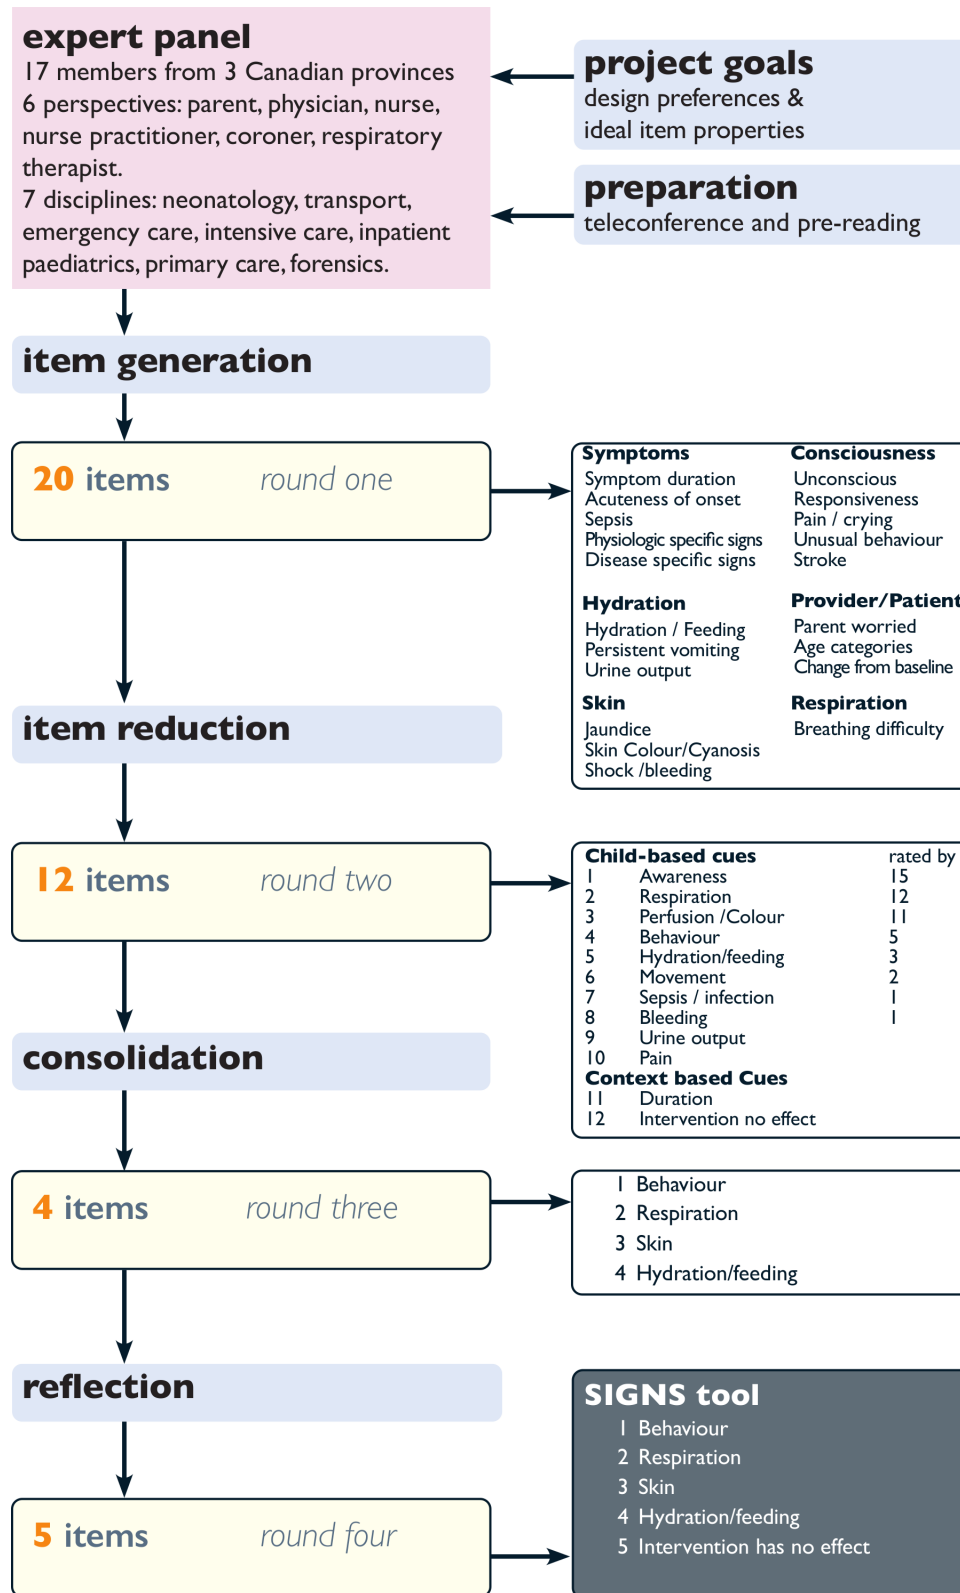 expert panel
17 members from 3 Canadian provinces
6 perspectives: parent, physician, nurse,
nurse practitioner, coroner, respiratory
therapist.
7 disciplines: neonatology, transport,
emergency care, intensive care, inpatient
paediatrics, primary care, forensics.
project goals
design preferences &
ideal item properties
preparation
teleconference and pre-reading
item generation
20 items round one
Symptoms
Symptom duration
Acuteness of onset
Sepsis
Physiologic specific signs
Disease specific signs
Consciousness
Unconscious
Responsiveness
Pain / crying
Unusual behaviour
Stroke
Hydration
Hydration / Feeding
Persistent vomiting
Urine output
Provider/Patient
Parent worried
Age categories
Change from baseline
Skin
Jaundice
Skin Colour/Cyanosis
Shock /bleeding
Respiration
Breathing difficulty
item reduction
12 items round two
Child-based cues rated by
1 Awareness 15
2 Respiration 12
3 Perfusion /Colour 11
4 Behaviour 5
5 Hydration/feeding 3
6 Movement 2
7 Sepsis / infection 1
8 Bleeding 1
9 Urine output
10 Pain
Context based Cues
11 Duration
12 Intervention no effect
consolidation
4 items round three
1 Behaviour
2 Respiration
3 Skin
4 Hydration/feeding
reflection
5 items round four
SIGNS tool
1 Behaviour
2 Respiration
3 Skin
4 Hydration/feeding
5 Intervention has no effect